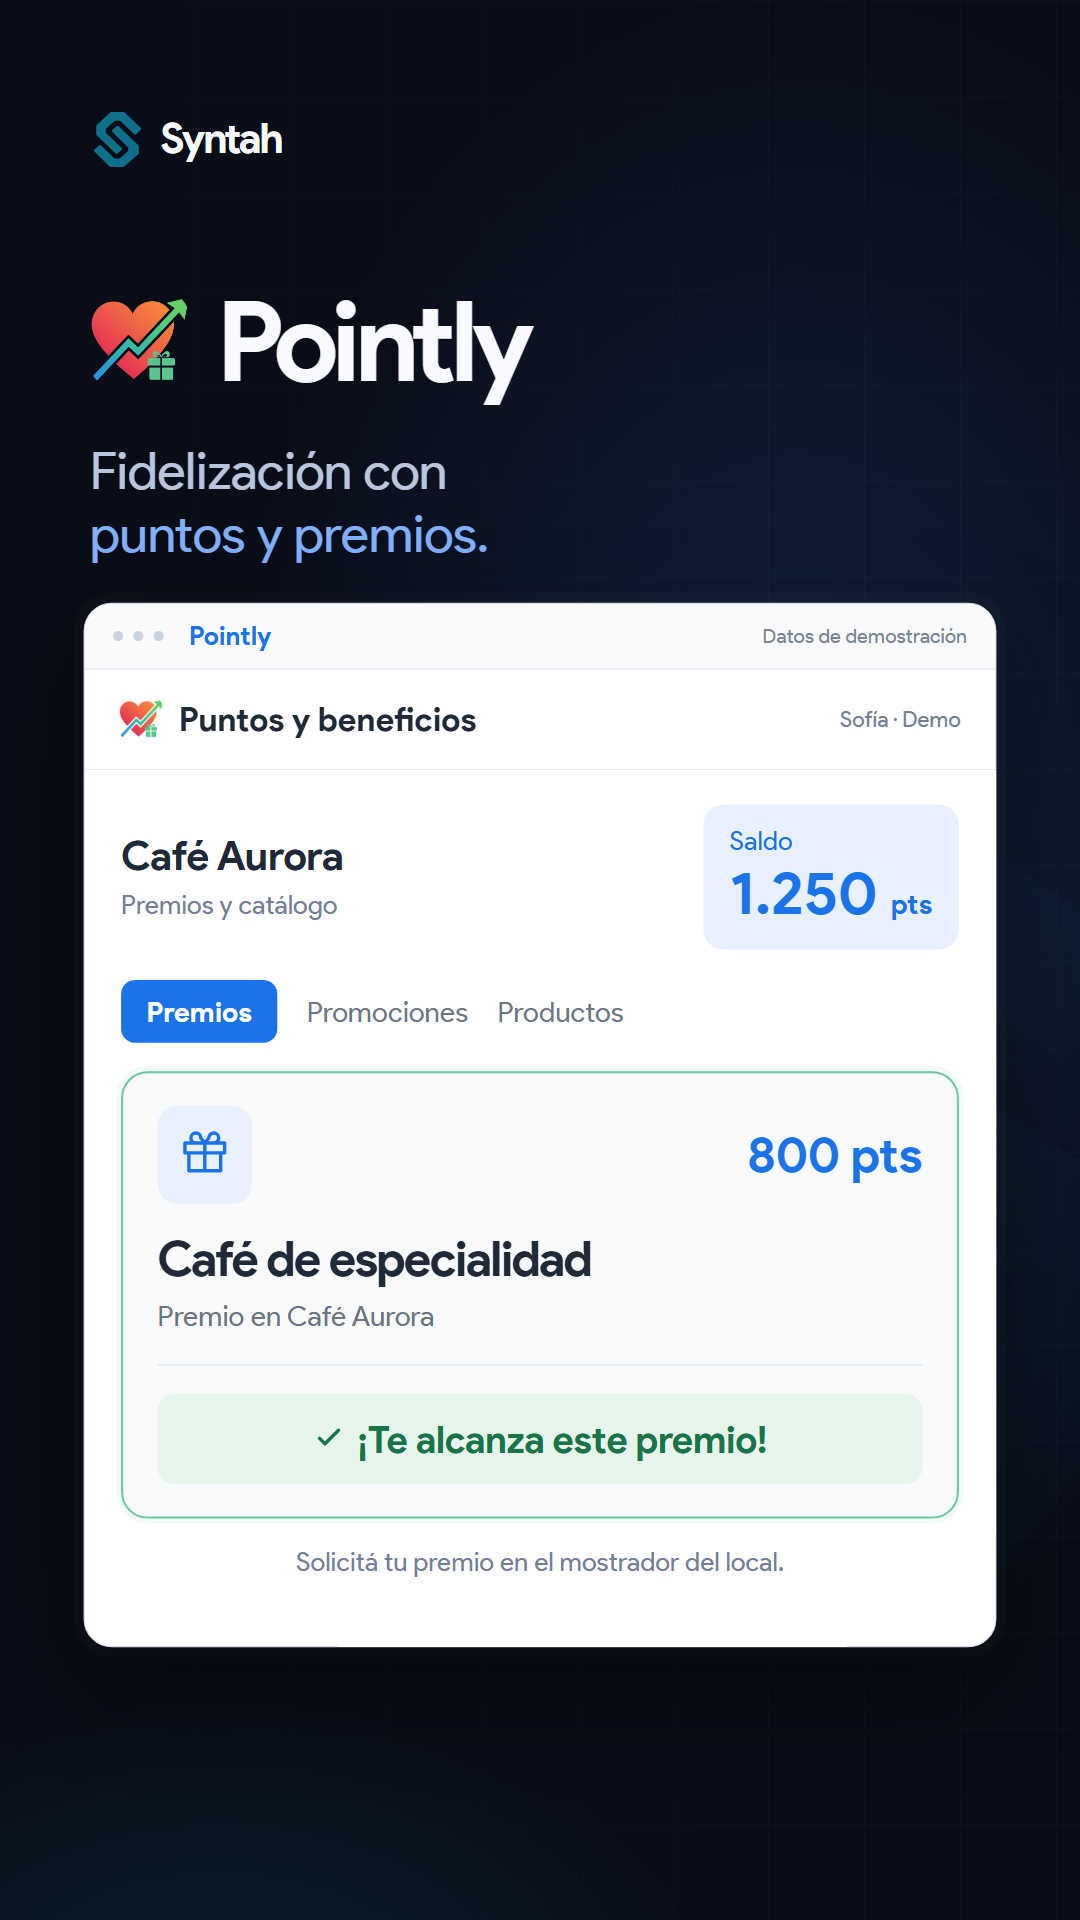 Syntah
Pointly
Fidelización con
puntos y premios.
Pointly
Datos de demostración
Puntos y beneficios
Sofía · Demo
Café Aurora
Premios y catálogo
Saldo
1.250 pts
Premios
Promociones
Productos
800 pts
Café de especialidad
Premio en Café Aurora
¡Te alcanza este premio!
Solicitá tu premio en el mostrador del local.